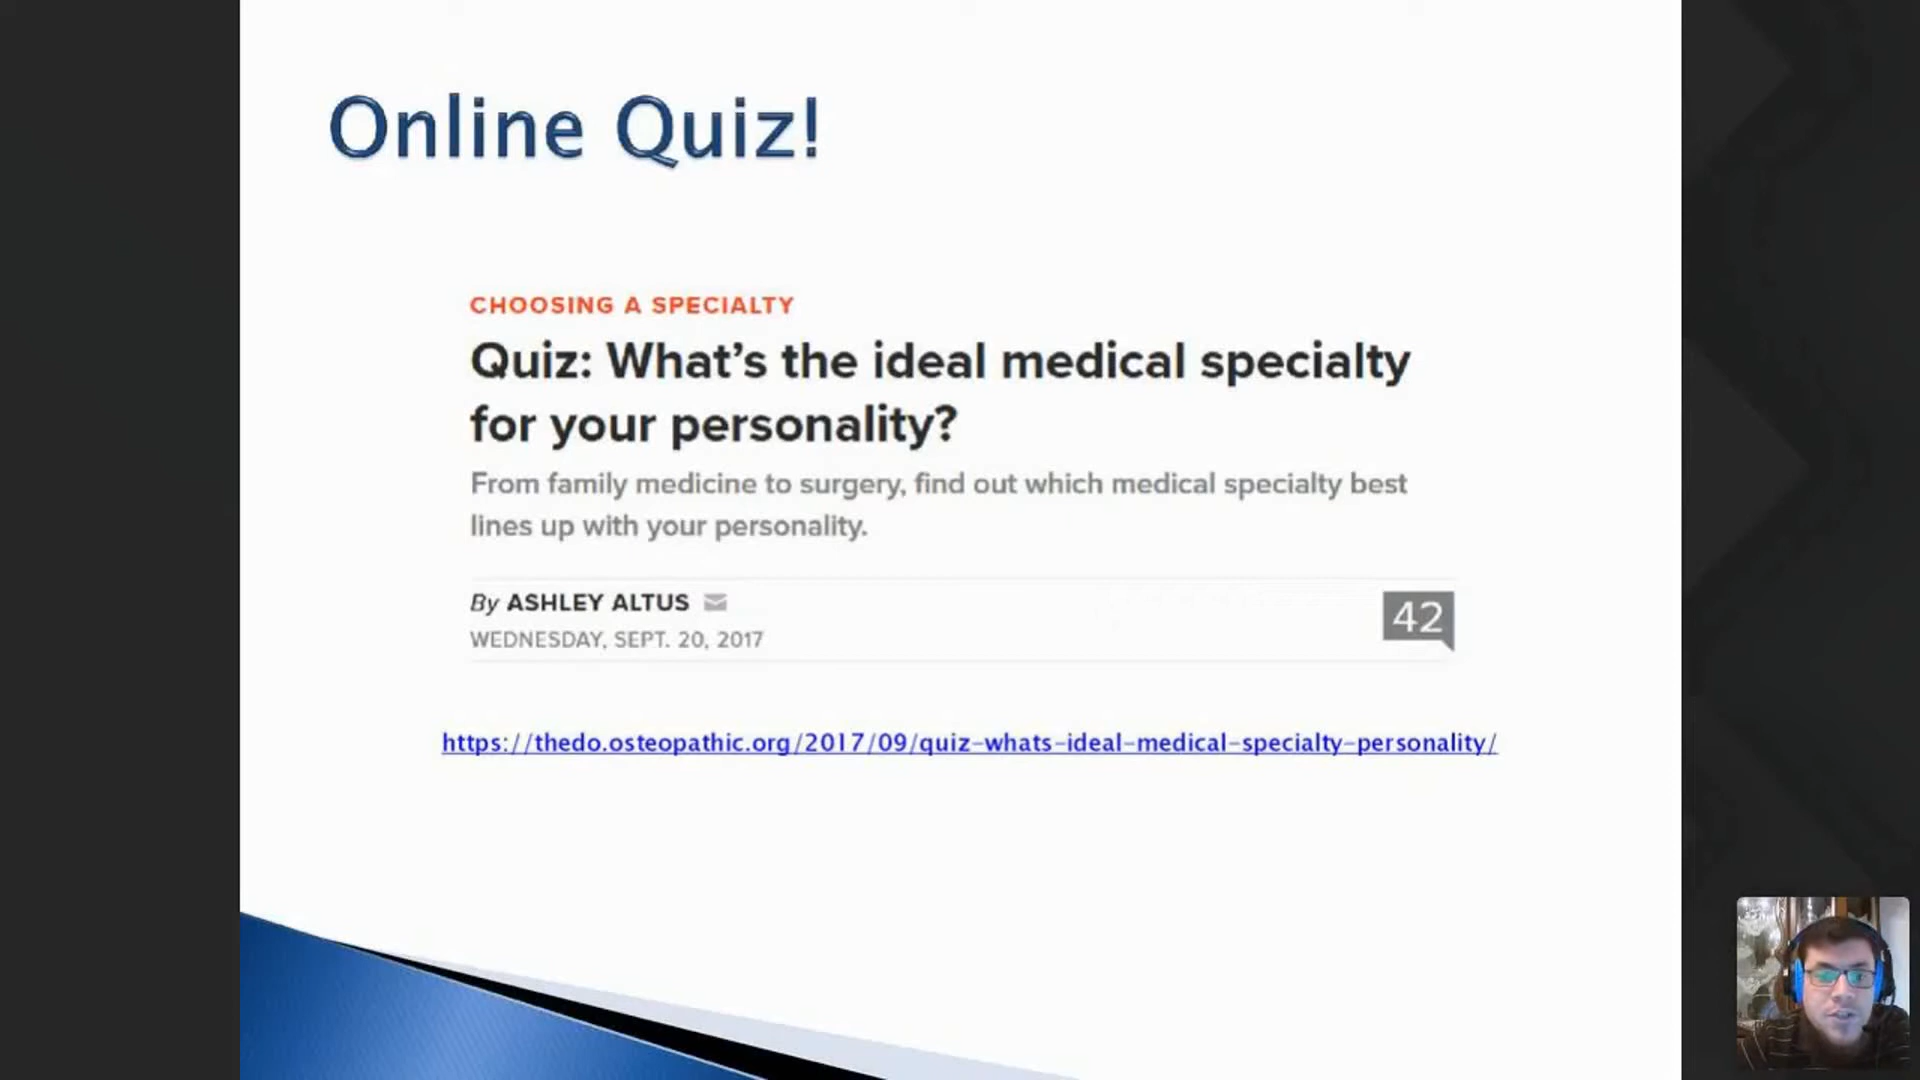 Online Quiz!
CHOOSING A SPECIALTY
Quiz: What's the ideal medical specialty
for your personality?
From family medicine to surgery, find out which medical specialty best
lines up with your personality.
By ASHLEY ALTUS
42
WEDNESDAY, SEPT. 20, 2017
https://thedo.osteopathic.org/2017/09/quiz-whats-ideal-medical-specialty-personality/